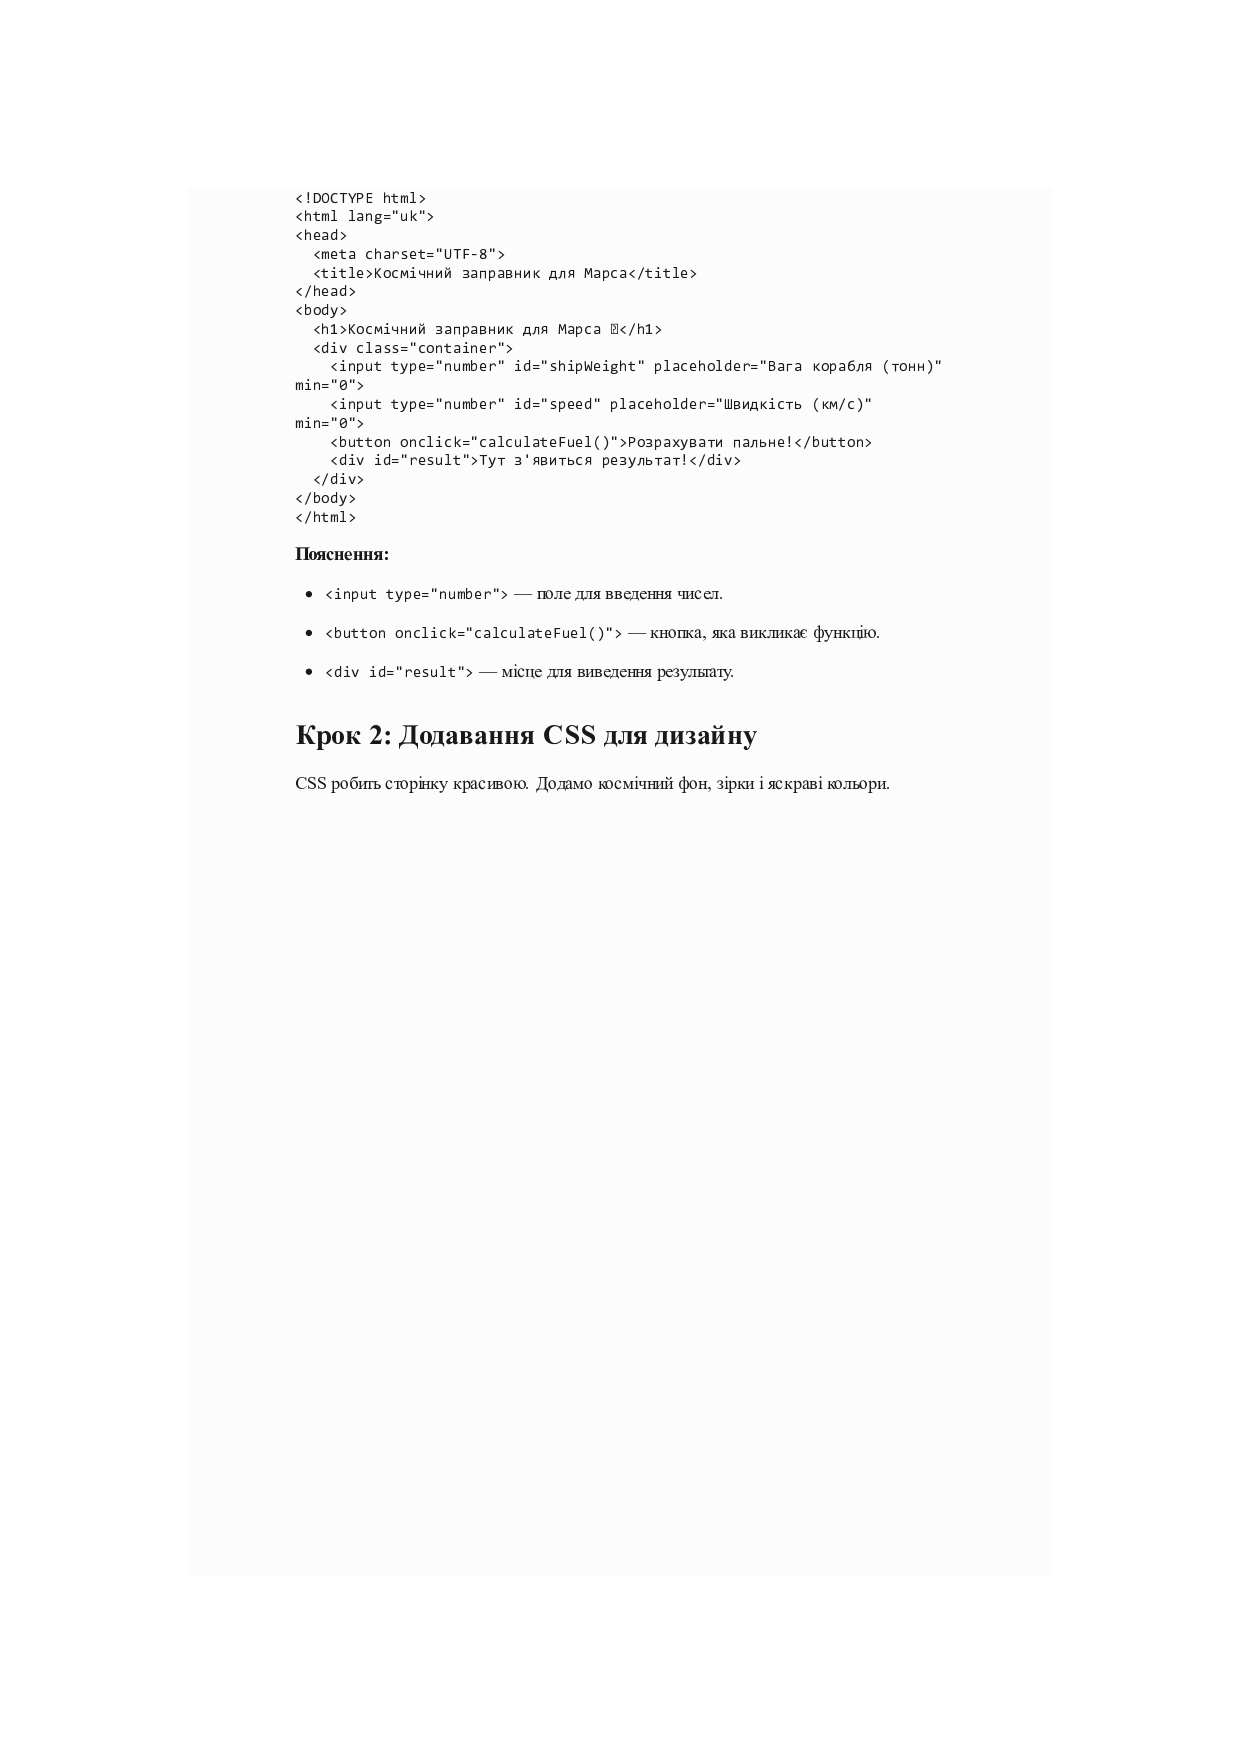 <!DOCTYPE html>
<html lang="uk">
<head>
  <meta charset="UTF-8">
  <title>Космічний заправник для Марса</title>
</head>
<body>
  <h1>Космічний заправник для Марса </h1>
  <div class="container">
    <input type="number" id="shipWeight" placeholder="Вага корабля (тонн)"
min="0">
    <input type="number" id="speed" placeholder="Швидкість (км/с)"
min="0">
    <button onclick="calculateFuel()">Розрахувати пальне!</button>
    <div id="result">Тут з'явиться результат!</div>
  </div>
</body>
</html>
Пояснення:
• <input type="number"> — поле для введення чисел.
• <button onclick="calculateFuel()"> — кнопка, яка викликає функцію.
• <div id="result"> — місце для виведення результату.
Крок 2: Додавання CSS для дизайну
CSS робить сторінку красивою. Додамо космічний фон, зірки і яскраві кольори.